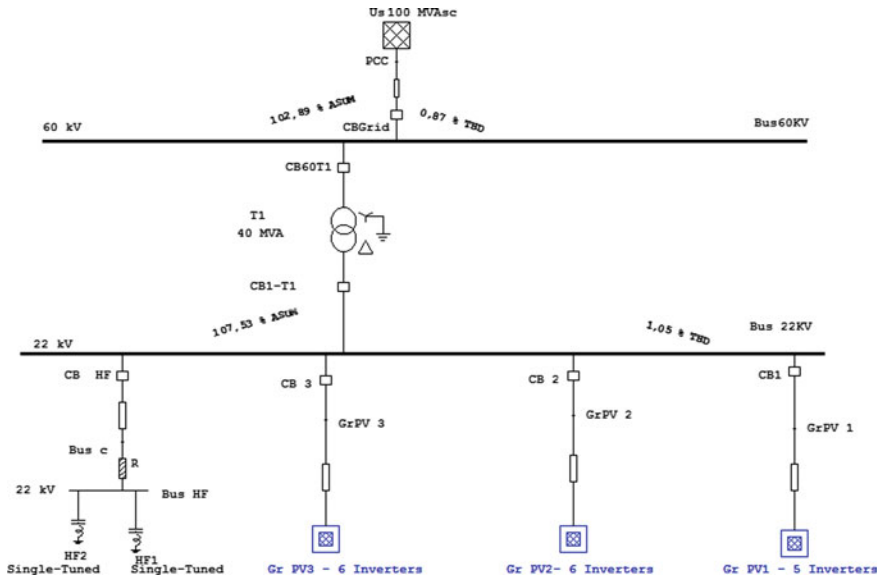 Us100 MVAsc
PCC
102,89 % ASUM
CBGrid
0,87 % THD
60 kV
Bus60KV
CB60T1
T1
40 MVA
CB1-T1
107,53 % ASUM
1,05 % THD
Bus 22KV
22 kV
CB HF
CB 3
CB 2
CB1
GrPV 3
GrPV 2
GrPV 1
Bus c
R
22 kV
Bus HF
HF2
HF1
Single-Tuned
Single-Tuned
Gr PV3 - 6 Inverters
Gr PV2- 6 Inverters
Gr PV1 - 5 Inverters